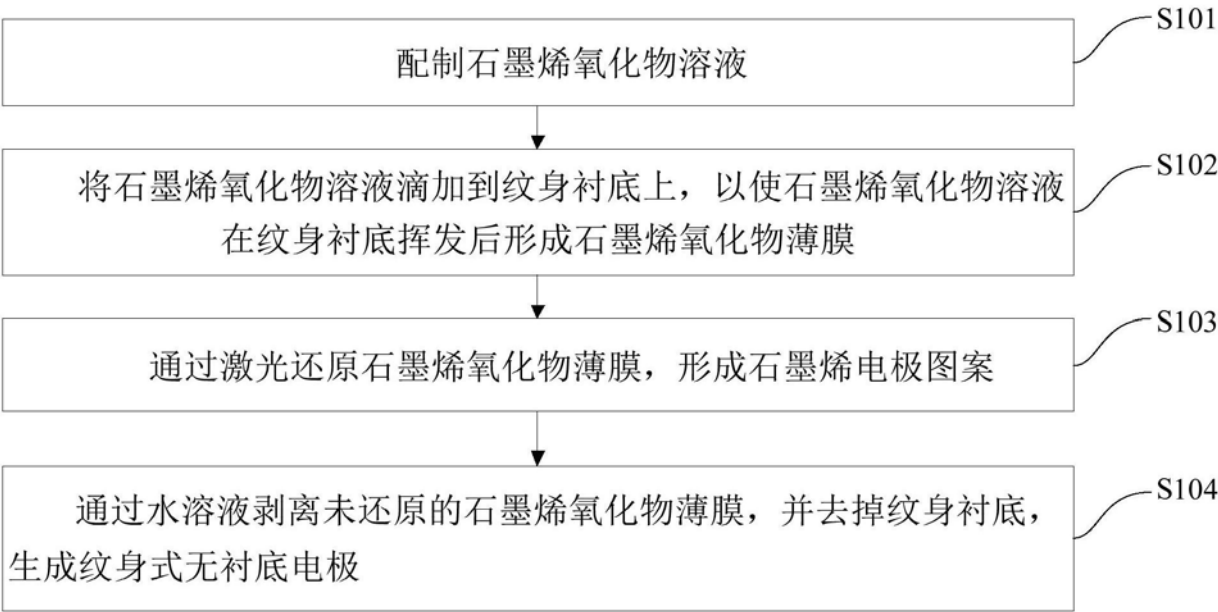 S101
配制石墨烯氧化物溶液
S102
将石墨烯氧化物溶液滴加到纹身衬底上，以使石墨烯氧化物溶液
在纹身衬底挥发后形成石墨烯氧化物薄膜
S103
通过激光还原石墨烯氧化物薄膜，形成石墨烯电极图案
S104
通过水溶液剥离未还原的石墨烯氧化物薄膜，并去掉纹身衬底，
生成纹身式无衬底电极